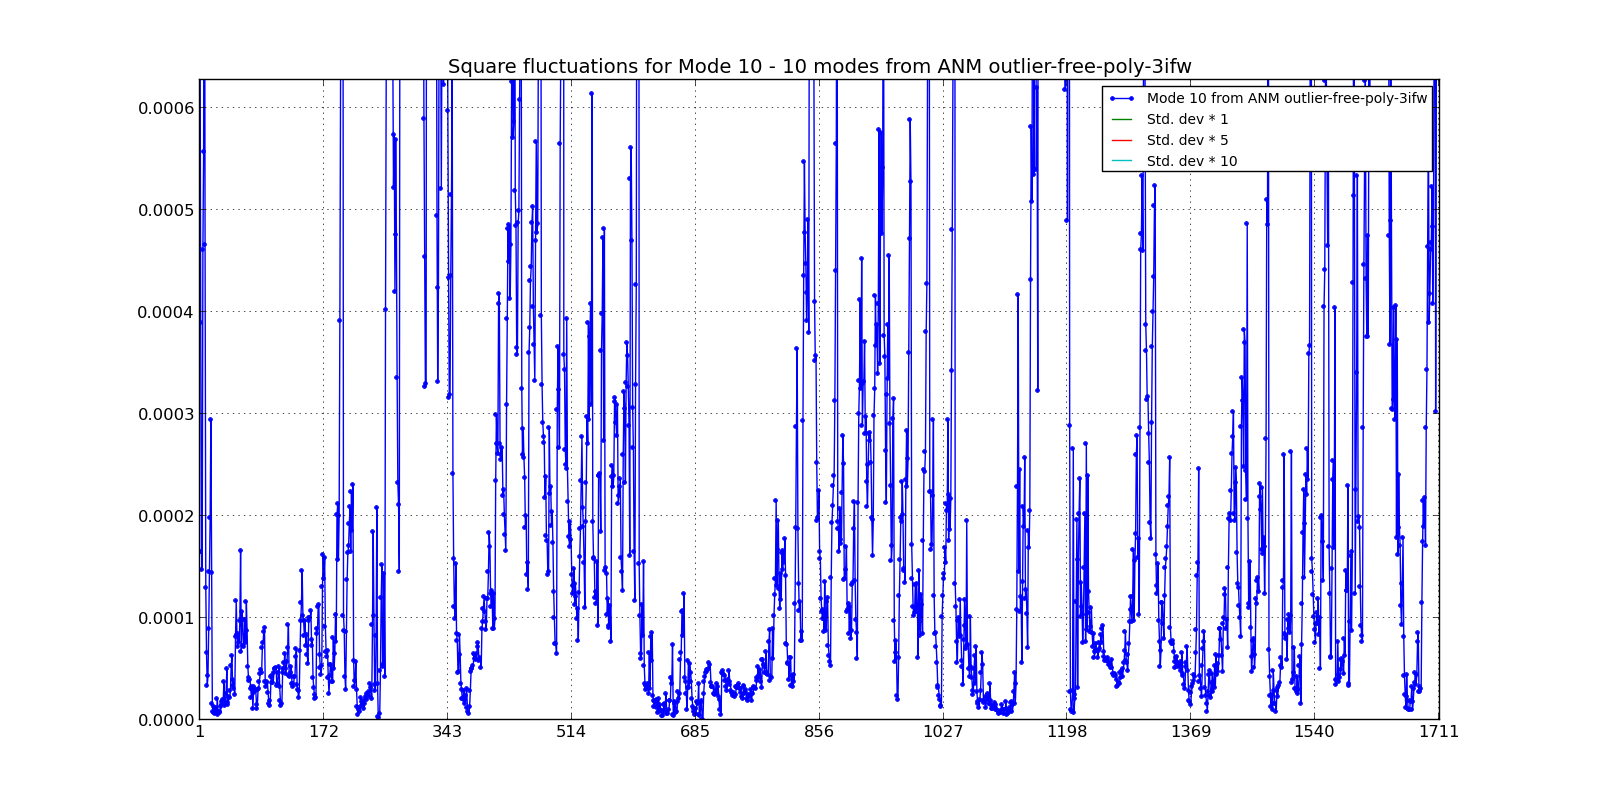 Square fluctuations for Mode 10 - 10 modes from ANM outlier-free-poly-3ifw
Mode 10 from ANM outlier-free-poly-3ifw
Std. dev * 1
Std. dev * 5
Std. dev * 10
0.0006
0.0005
0.0004
0.0003
0.0002
0.0001
0.0000
1 172 343 514 685 856 1027 1198 1369 1540 1711